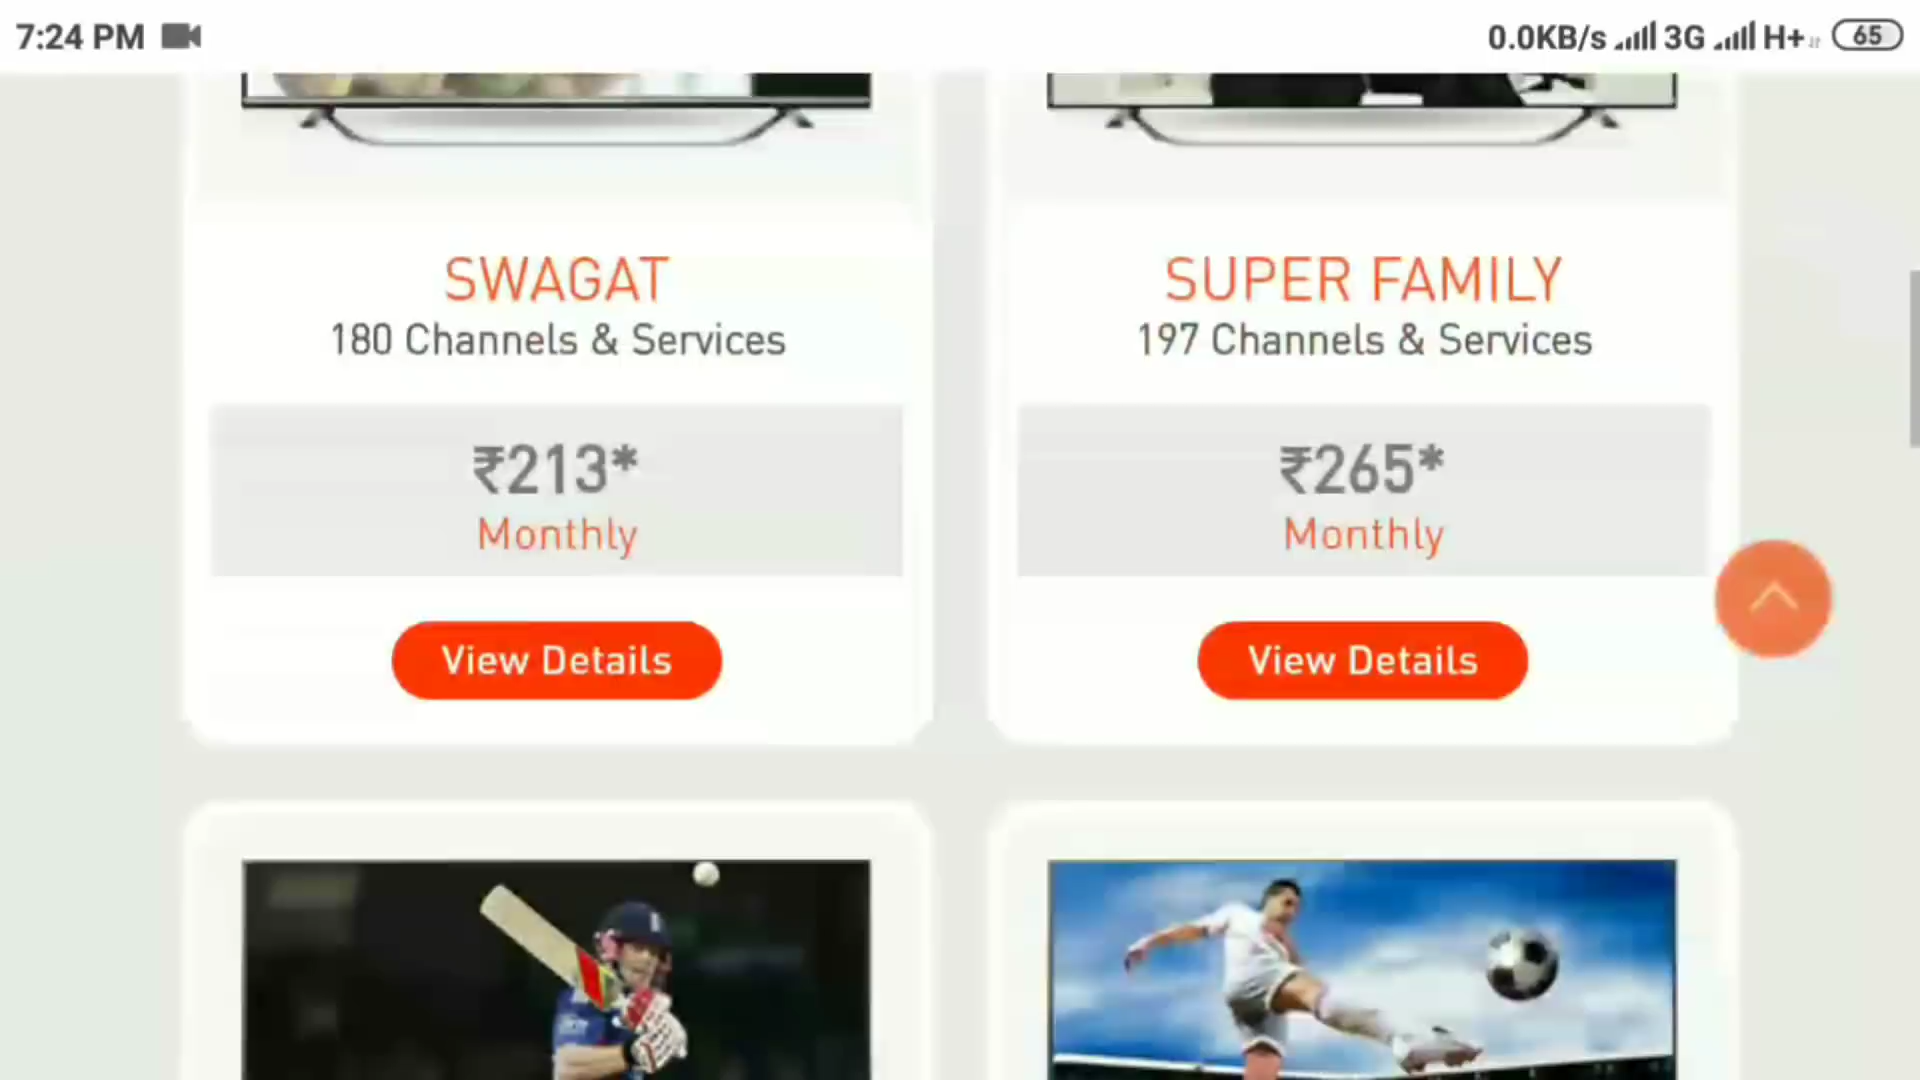 7:24 PM
0.0KB/s 3G H+ 65
SWAGAT
180 Channels & Services
₹213*
Monthly
View Details
SUPER FAMILY
197 Channels & Services
₹265*
Monthly
View Details